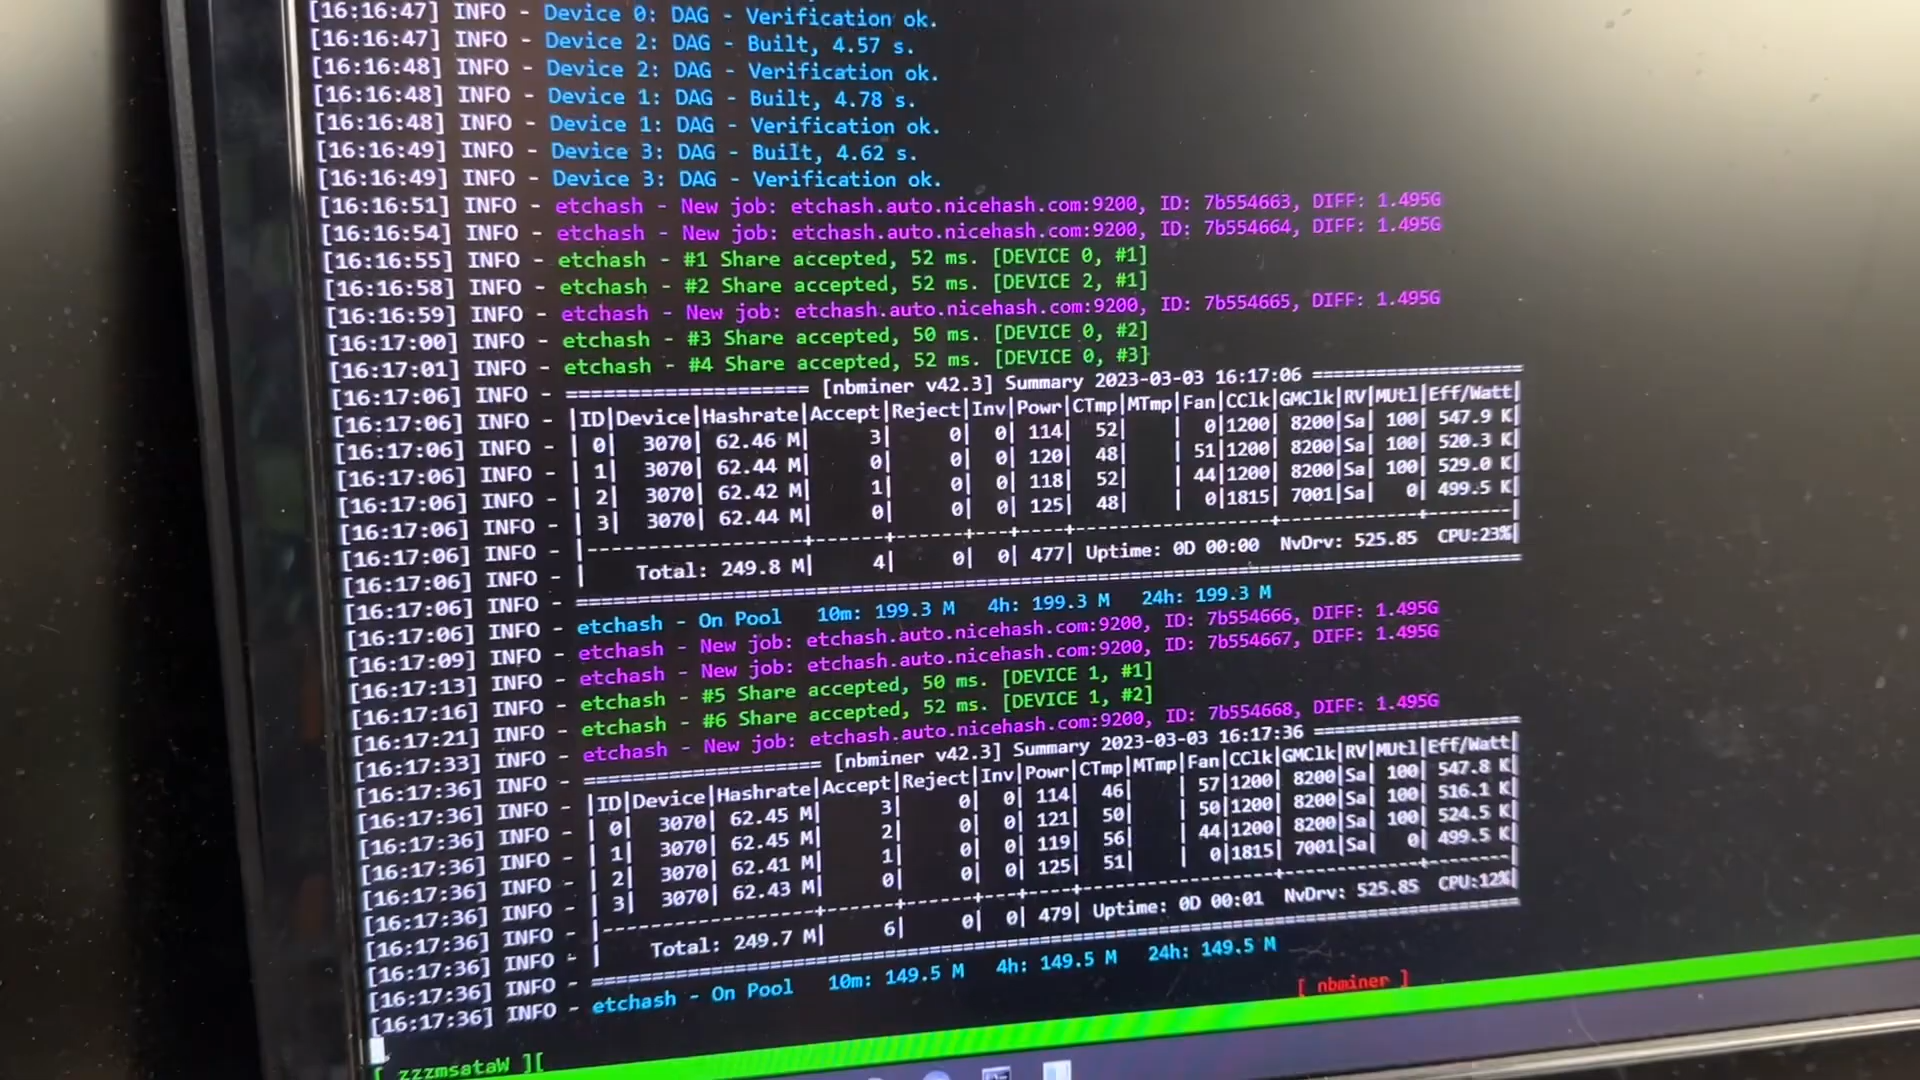 [16:16:47] INFO - Device 0: DAG - Verification ok.
[16:16:47] INFO - Device 2: DAG - Built, 4.57 s.
[16:16:48] INFO - Device 2: DAG - Verification ok.
[16:16:48] INFO - Device 1: DAG - Built, 4.78 s.
[16:16:48] INFO - Device 1: DAG - Verification ok.
[16:16:49] INFO - Device 3: DAG - Built, 4.62 s.
[16:16:49] INFO - Device 3: DAG - Verification ok.
[16:16:51] INFO - etchash - New job: etchash.auto.nicehash.com:9200, ID: 7b554663, DIFF: 1.495G
[16:16:54] INFO - etchash - New job: etchash.auto.nicehash.com:9200, ID: 7b554664, DIFF: 1.495G
[16:16:55] INFO - etchash - #1 Share accepted, 52 ms. [DEVICE 0, #1]
[16:16:58] INFO - etchash - #2 Share accepted, 52 ms. [DEVICE 2, #1]
[16:16:59] INFO - etchash - New job: etchash.auto.nicehash.com:9200, ID: 7b554665, DIFF: 1.495G
[16:17:00] INFO - etchash - #3 Share accepted, 50 ms. [DEVICE 0, #2]
[16:17:01] INFO - etchash - #4 Share accepted, 52 ms. [DEVICE 0, #3]
[16:17:06] INFO - ===================== [nbminer v42.3] Summary 2023-03-03 16:17:06 ======================
[16:17:06] INFO - |ID|Device|Hashrate|Accept|Reject|Inv|Powr|CTmp|MTmp|Fan|CClk|GMClk|RV|MUtl|Eff/Watt|
[16:17:06] INFO - | 0| 3070| 62.46 M| 3| 0| 0| 114| 52| | 0|1200| 8200|Sa| 100| 547.9 K|
[16:17:06] INFO - | 1| 3070| 62.44 M| 0| 0| 0| 120| 48| | 51|1200| 8200|Sa| 100| 520.3 K|
[16:17:06] INFO - | 2| 3070| 62.42 M| 1| 0| 0| 118| 52| | 44|1200| 8200|Sa| 100| 529.0 K|
[16:17:06] INFO - | 3| 3070| 62.44 M| 0| 0| 0| 125| 48| | 0|1815| 7001|Sa| 0| 499.5 K|
[16:17:06] INFO - |------------------+------+------+---+----+---------------------+-------------+--------|
[16:17:06] INFO - | Total: 249.8 M| 4| 0| 0| 477| Uptime: 0D 00:00 NvDrv: 525.85 CPU:23%|
[16:17:06] INFO - ======================================================================================
[16:17:06] INFO - etchash - On Pool 10m: 199.3 M 4h: 199.3 M 24h: 199.3 M
[16:17:09] INFO - etchash - New job: etchash.auto.nicehash.com:9200, ID: 7b554666, DIFF: 1.495G
[16:17:13] INFO - etchash - New job: etchash.auto.nicehash.com:9200, ID: 7b554667, DIFF: 1.495G
[16:17:16] INFO - etchash - #5 Share accepted, 50 ms. [DEVICE 1, #1]
[16:17:21] INFO - etchash - #6 Share accepted, 52 ms. [DEVICE 1, #2]
[16:17:33] INFO - etchash - New job: etchash.auto.nicehash.com:9200, ID: 7b554668, DIFF: 1.495G
[16:17:36] INFO - ===================== [nbminer v42.3] Summary 2023-03-03 16:17:36 ======================
[16:17:36] INFO - |ID|Device|Hashrate|Accept|Reject|Inv|Powr|CTmp|MTmp|Fan|CClk|GMClk|RV|MUtl|Eff/Watt|
[16:17:36] INFO - | 0| 3070| 62.45 M| 3| 0| 0| 114| 46| | 57|1200| 8200|Sa| 100| 547.8 K|
[16:17:36] INFO - | 1| 3070| 62.45 M| 2| 0| 0| 121| 50| | 50|1200| 8200|Sa| 100| 516.1 K|
[16:17:36] INFO - | 2| 3070| 62.41 M| 1| 0| 0| 119| 56| | 44|1200| 8200|Sa| 100| 524.5 K|
[16:17:36] INFO - | 3| 3070| 62.43 M| 0| 0| 0| 125| 51| | 0|1815| 7001|Sa| 0| 499.5 K|
[16:17:36] INFO - |------------------+------+------+---+----+---------------------+-------------+--------|
[16:17:36] INFO - | Total: 249.7 M| 6| 0| 0| 479| Uptime: 0D 00:01 NvDrv: 525.85 CPU:12%|
[16:17:36] INFO - ======================================================================================
[16:17:36] INFO - etchash - On Pool 10m: 149.5 M 4h: 149.5 M 24h: 149.5 M
[ zzzmsataW ][ [ nbminer ]